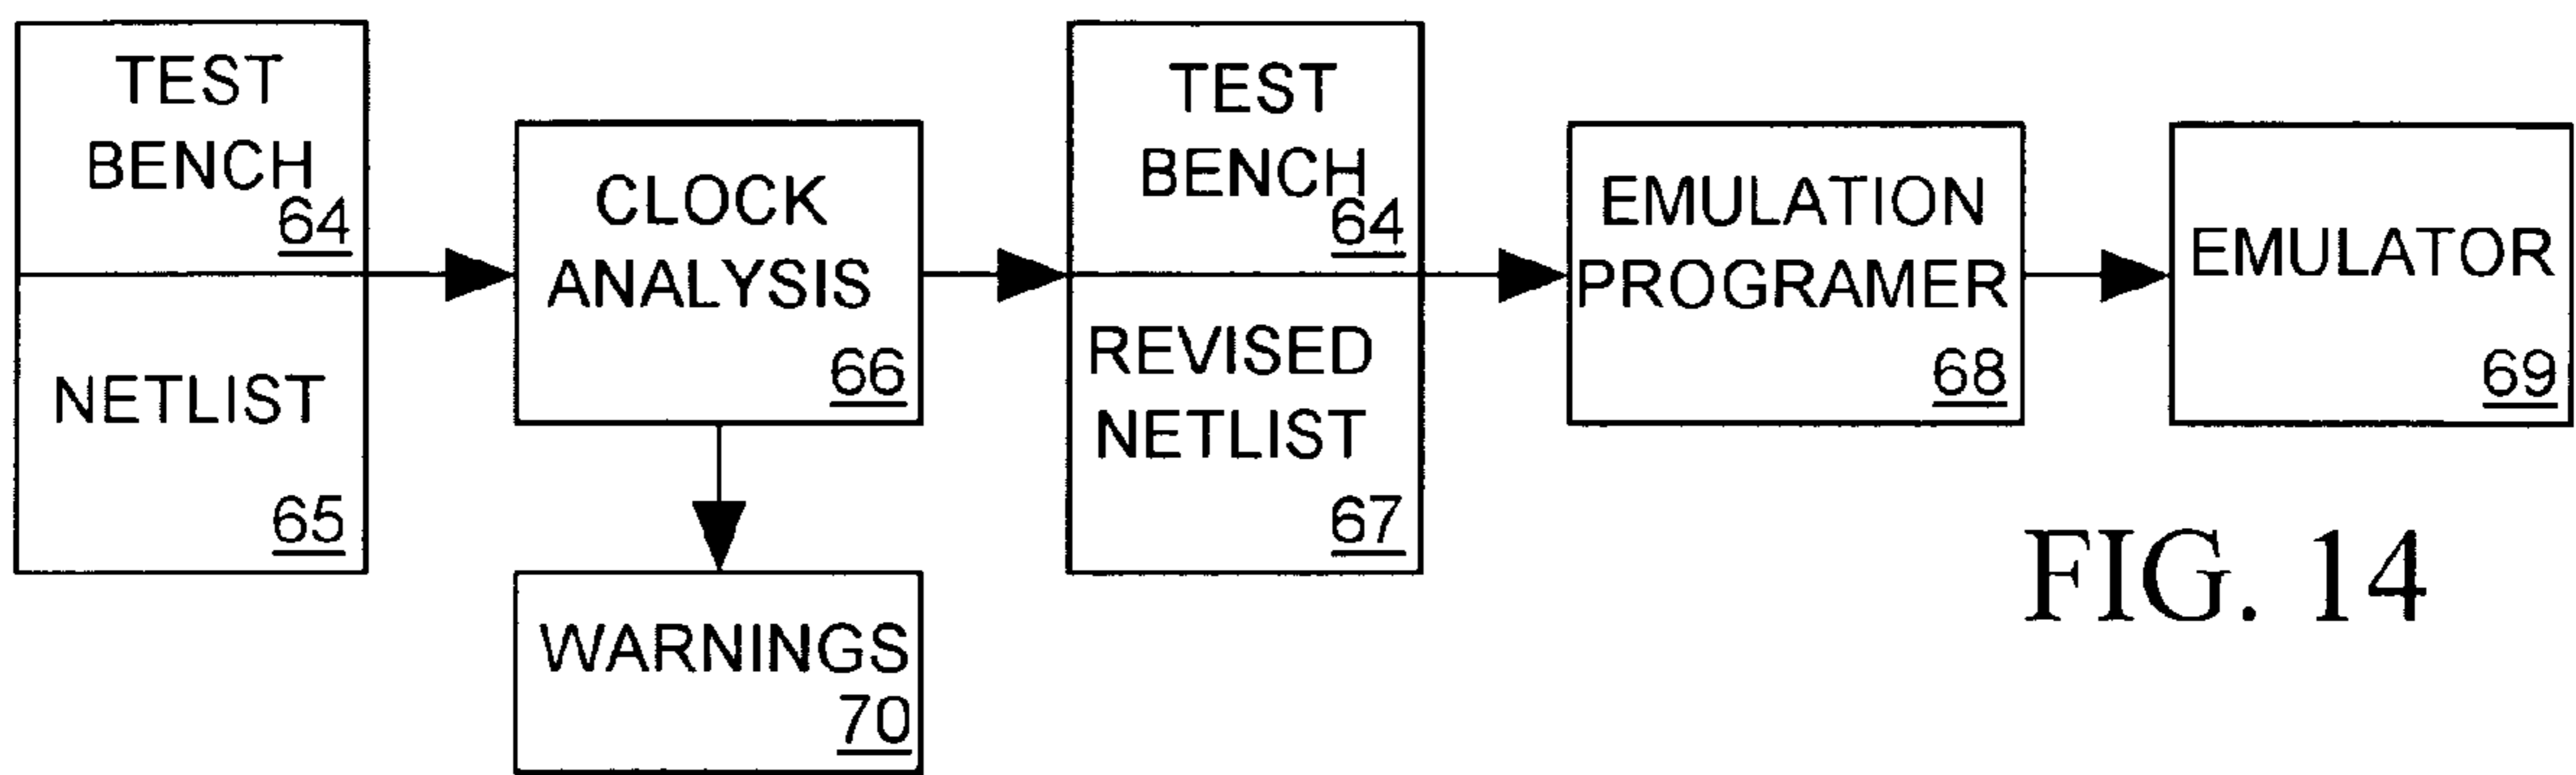 TEST
BENCH
64
NETLIST
65
CLOCK
ANALYSIS
66
WARNINGS
70
TEST
BENCH
64
REVISED
NETLIST
67
EMULATION
PROGRAMER
68
EMULATOR
69
FIG. 14